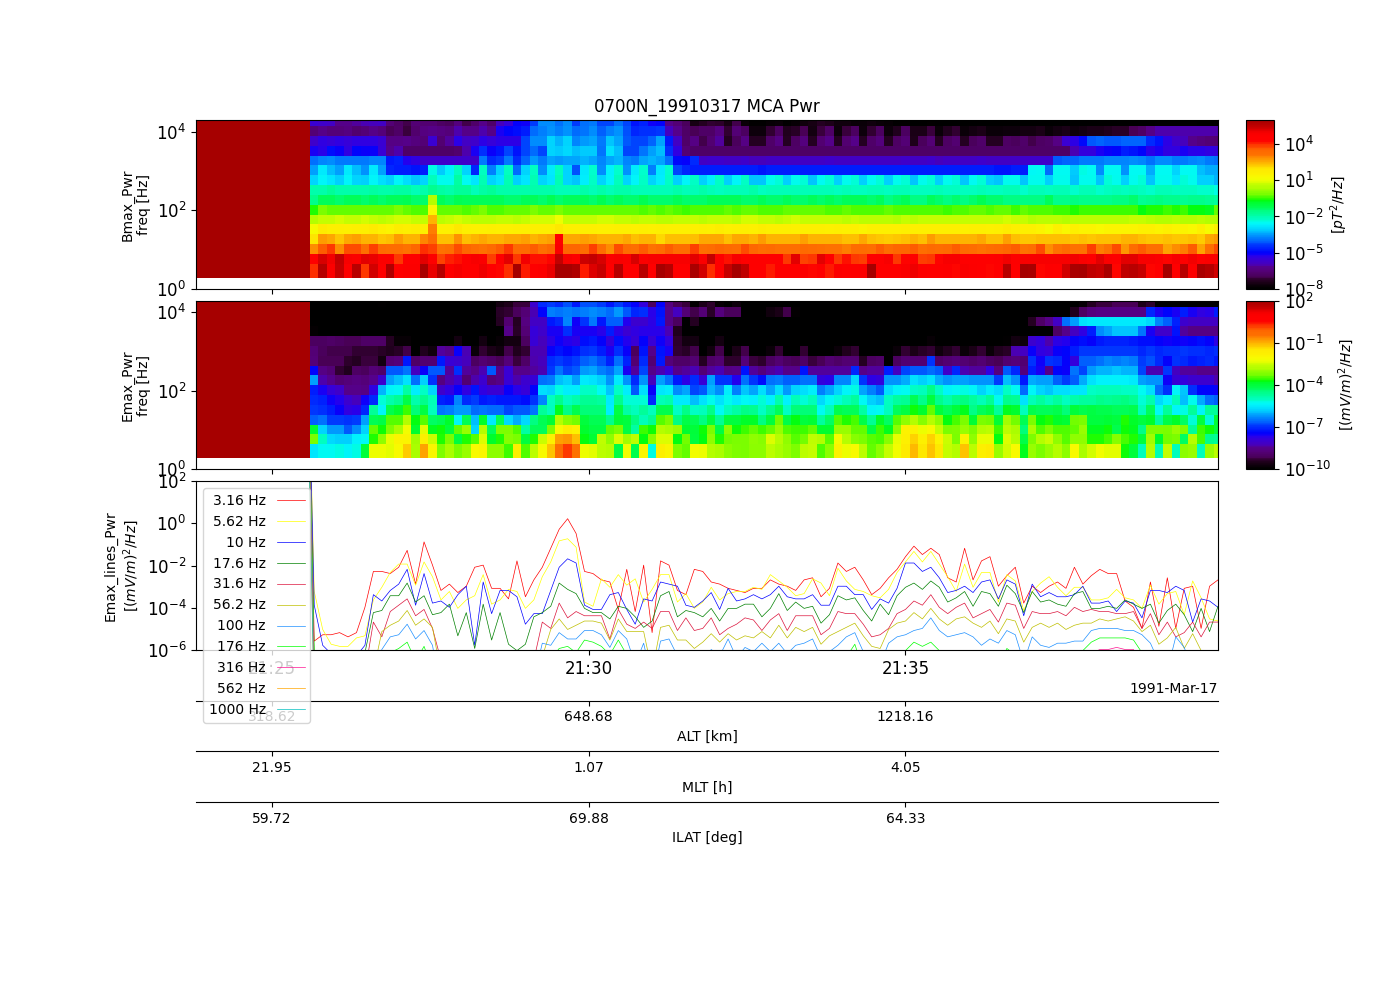 0700N_19910317 MCA Pwr
Bmax_Pwr
freq [Hz]
10^4
10^2
10^0
10^4
10^1
10^-2
10^-5
10^-8
[pT^2/Hz]
Emax_Pwr
freq [Hz]
10^4
10^2
10^0
10^2
10^-1
10^-4
10^-7
10^-10
[(mV/m)^2/Hz]
Emax_lines_Pwr
[(mV/m)^2/Hz]
10^2
10^0
10^-2
10^-4
10^-6
3.16 Hz
5.62 Hz
10 Hz
17.6 Hz
31.6 Hz
56.2 Hz
100 Hz
176 Hz
316 Hz
562 Hz
1000 Hz
21:25 21:30 21:35
1991-Mar-17
318.62 648.68 1218.16
ALT [km]
21.95 1.07 4.05
MLT [h]
59.72 69.88 64.33
ILAT [deg]